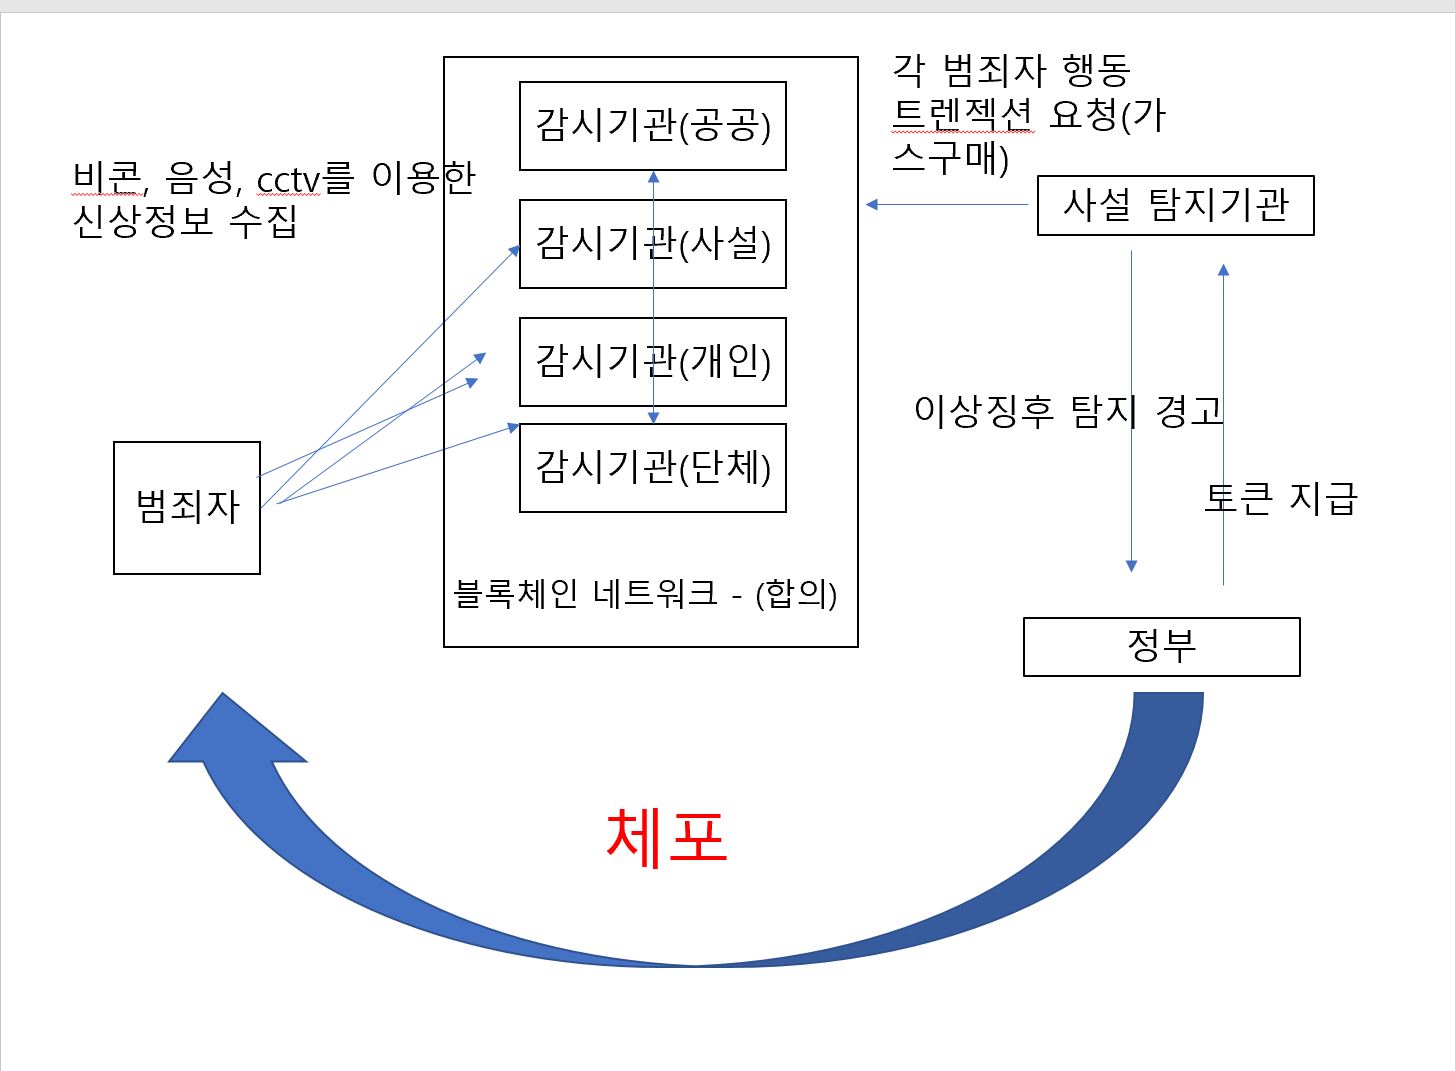 각 범죄자 행동
트렌젝션 요청(가
스구매)
감시기관(공공)
비콘, 음성, cctv를 이용한
신상정보 수집
감시기관(사설)
사설 탐지기관
감시기관(개인)
이상징후 탐지 경고
감시기관(단체)
토큰 지급
범죄자
블록체인 네트워크 - (합의)
정부
체포